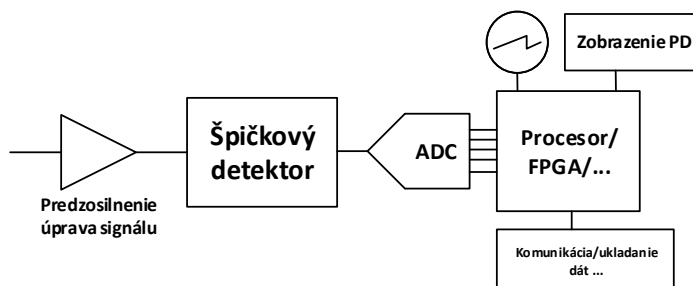 Zobrazenie PD
Špičkový
detektor
ADC
Procesor/
FPGA/...
Predzosilnenie
úprava signálu
Komunikácia/ukladanie
dát ...